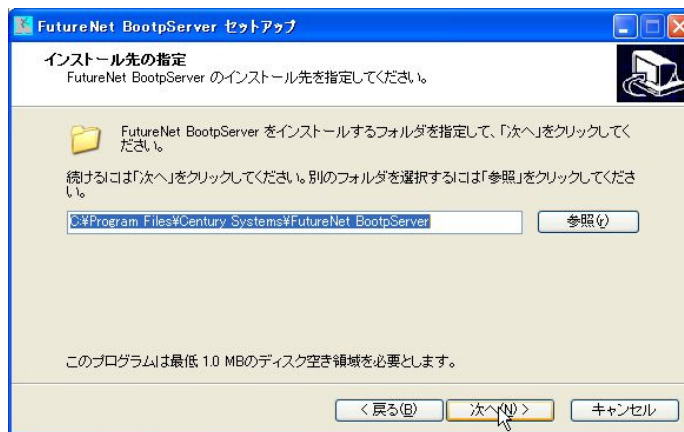 FutureNet BootpServer セットアップ
インストール先の指定
FutureNet BootpServer のインストール先を指定してください。
FutureNet BootpServer をインストールするフォルダを指定して、「次へ」をクリックしてく
ださい。
続けるには「次へ」をクリックしてください。別のフォルダを選択するには「参照」をクリックしてくださ
い。
C:¥Program Files¥Century Systems¥FutureNet BootpServer
参照(r)
このプログラムは最低 1.0 MBのディスク空き領域を必要とします。
< 戻る(B)
次へ(N) >
キャンセル